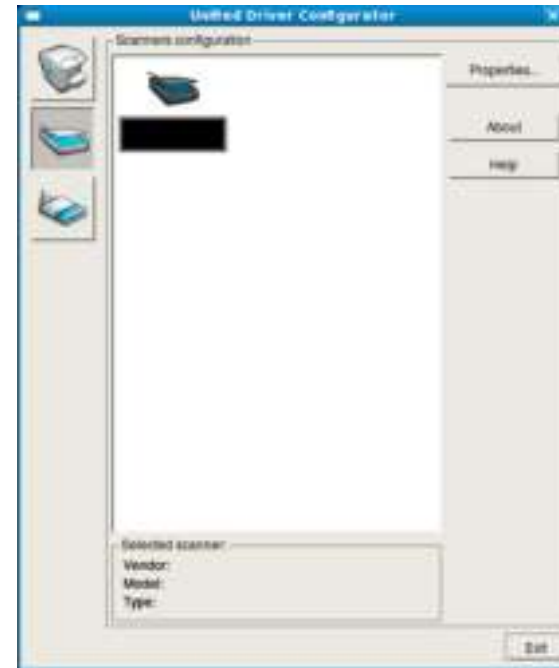 Unified Driver Configurator
Scanners configuration
Properties...
About
Help
Selected scanner:
Vendor:
Model:
Type:
Exit